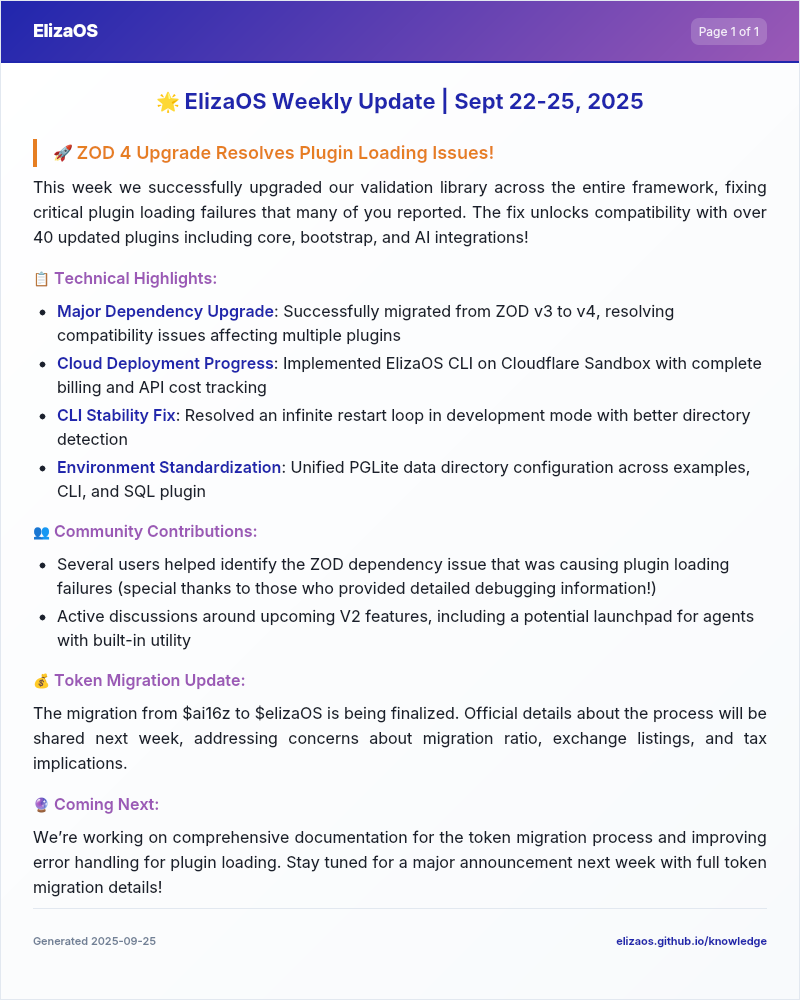 ElizaOS
Page 1 of 1
🌟 ElizaOS Weekly Update | Sept 22-25, 2025
🚀 ZOD 4 Upgrade Resolves Plugin Loading Issues!
This week we successfully upgraded our validation library across the entire framework, fixing
critical plugin loading failures that many of you reported. The fix unlocks compatibility with over
40 updated plugins including core, bootstrap, and AI integrations!
📋 Technical Highlights:
• Major Dependency Upgrade: Successfully migrated from ZOD v3 to v4, resolving
compatibility issues affecting multiple plugins
• Cloud Deployment Progress: Implemented ElizaOS CLI on Cloudflare Sandbox with complete
billing and API cost tracking
• CLI Stability Fix: Resolved an infinite restart loop in development mode with better directory
detection
• Environment Standardization: Unified PGLite data directory configuration across examples,
CLI, and SQL plugin
👥 Community Contributions:
• Several users helped identify the ZOD dependency issue that was causing plugin loading
failures (special thanks to those who provided detailed debugging information!)
• Active discussions around upcoming V2 features, including a potential launchpad for agents
with built-in utility
💰 Token Migration Update:
The migration from $ai16z to $elizaOS is being finalized. Official details about the process will be
shared next week, addressing concerns about migration ratio, exchange listings, and tax
implications.
🔮 Coming Next:
We’re working on comprehensive documentation for the token migration process and improving
error handling for plugin loading. Stay tuned for a major announcement next week with full token
migration details!
Generated 2025-09-25
elizaos.github.io/knowledge